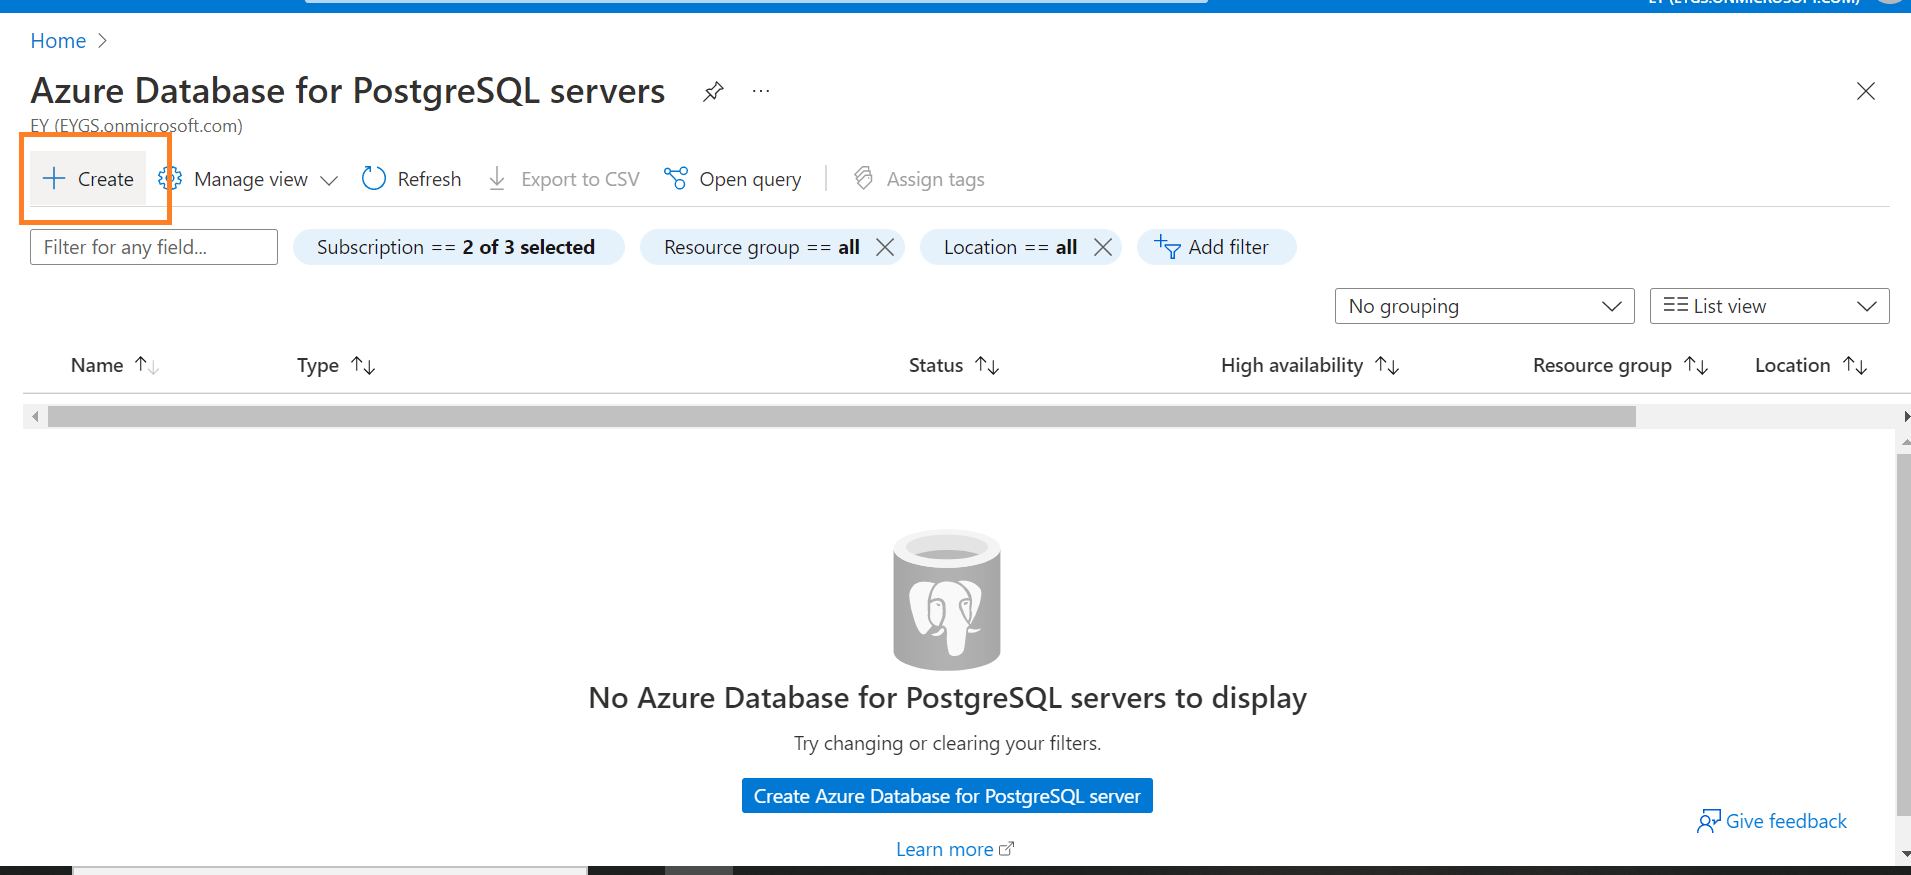 EY (EYGS.ONMICROSOFT.COM)
Home
Azure Database for PostgreSQL servers
EY (EYGS.onmicrosoft.com)
Create Manage view Refresh Export to CSV Open query Assign tags
Filter for any field... Subscription == 2 of 3 selected Resource group == all Location == all Add filter
No grouping List view
Name Type Status High availability Resource group Location
No Azure Database for PostgreSQL servers to display
Try changing or clearing your filters.
Create Azure Database for PostgreSQL server
Give feedback
Learn more